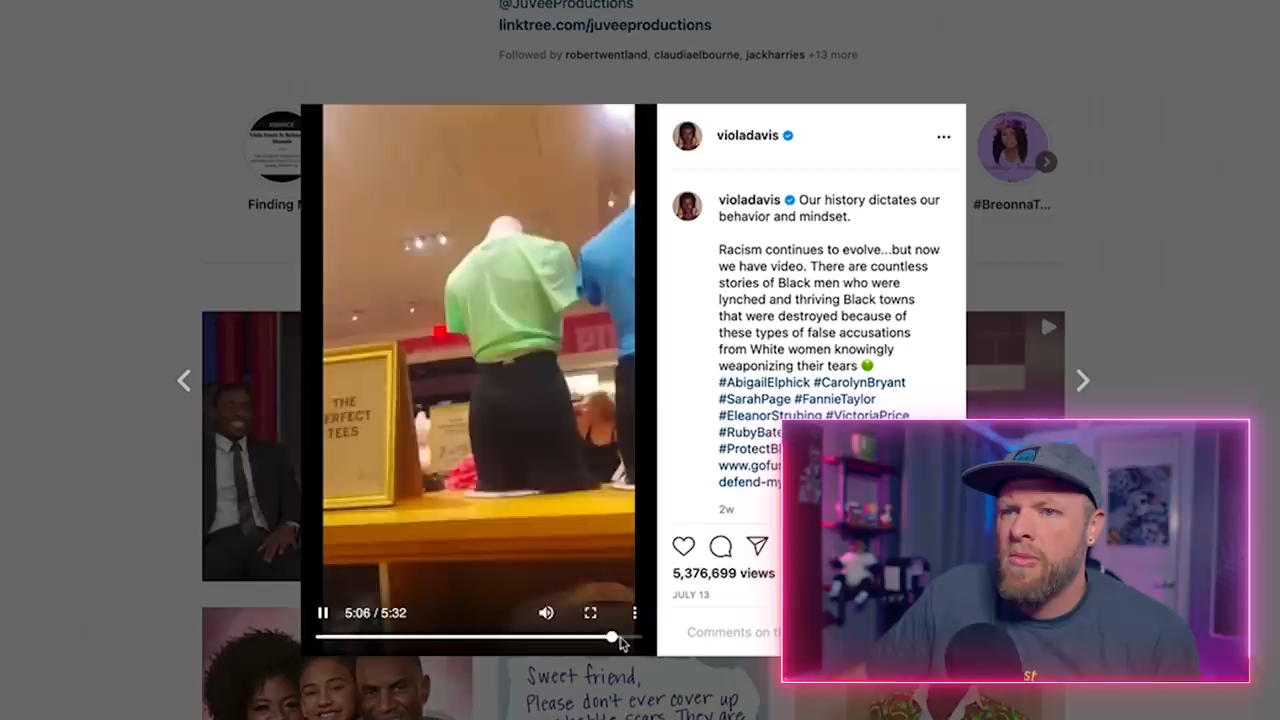 @JuVeeProductions
linktree.com/juveeproductions
Followed by robertwentland, claudiaelbourne, jackharries +13 more
violadavis
violadavis Our history dictates our
behavior and mindset.
Racism continues to evolve...but now
we have video. There are countless
stories of Black men who were
lynched and thriving Black towns
that were destroyed because of
these types of false accusations
from White women knowingly
weaponizing their tears
#AbigailElphick #CarolynBryant
#SarahPage #FannieTaylor
#EleanorStrubing #VictoriaPrice
#RubyBate
#ProtectBl
www.gofu
defend-my
2w
5,376,699 views
JULY 13
Comments on th
Finding
#BreonnaT...
THE
PERFECT
TEES
5:06 / 5:32
Sweet friend,
Please don't ever cover up
st